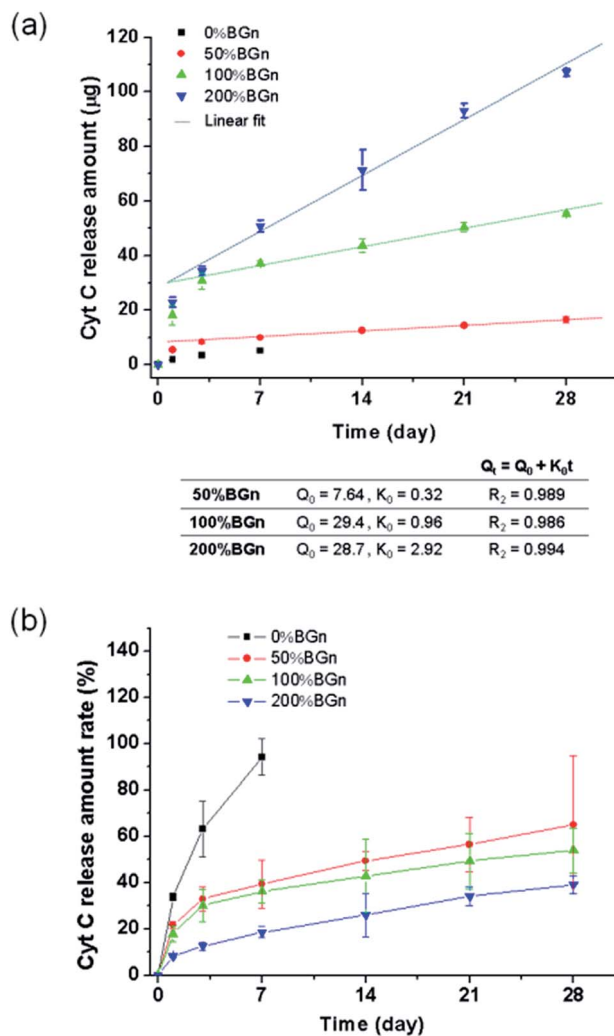 (a)
0%BGn
50%BGn
100%BGn
200%BGn
Linear fit
Cyt C release amount (µg)
120
100
80
60
40
20
0
0 7 14 21 28
Time (day)
Qt = Q0 + K0t
50%BGn Q0 = 7.64 , K0 = 0.32 R2 = 0.989
100%BGn Q0 = 29.4 , K0 = 0.96 R2 = 0.986
200%BGn Q0 = 28.7 , K0 = 2.92 R2 = 0.994
(b)
0%BGn
50%BGn
100%BGn
200%BGn
Cyt C release amount rate (%)
140
120
100
80
60
40
20
0
0 7 14 21 28
Time (day)